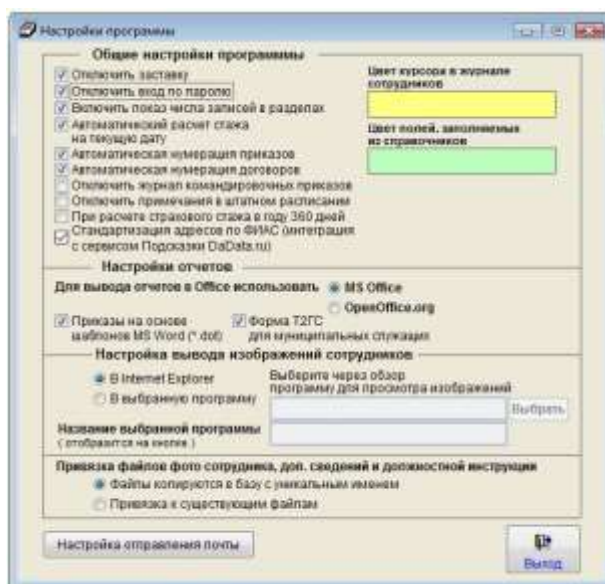 Настройки программы
Общие настройки программмы
Отключить заставку
Отключить вход по паролю
Включить показ числа записей в разделах
Автоматический расчет стажа
на текущую дату
Автоматическая нумерация приказов
Автоматическая нумерация договоров
Отключить журнал командировочных приказов
Отключить примечания в штатном расписании
При расчете страхового стажа в году 360 дней
Стандартизация адресов по ФИАС (интеграция
с сервисом Подсказки DaData.ru)
Цвет курсора в журнале
сотрудников
Цвет полей, заполняемых
из справочников
Настройки отчетов
Для вывода отчетов в Office использовать
MS Office
OpenOffice.org
Приказы на основе
шаблонов MS Word (*.dot)
Форма Т2ГС
для муниципальных служащих
Настройка вывода изображений сотрудников
В Internet Explorer
В выбранную программу
Выберите через обзор
программу для просмотра изображений
Выбрать
Название выбранной программы
( отобразится на кнопке )
Привязка файлов фото сотрудника, доп. сведений и должностной инструкции
Файлы копируются в базу с уникальным именем
Привязка к существующим файлам
Настройка отправления почты
Выход